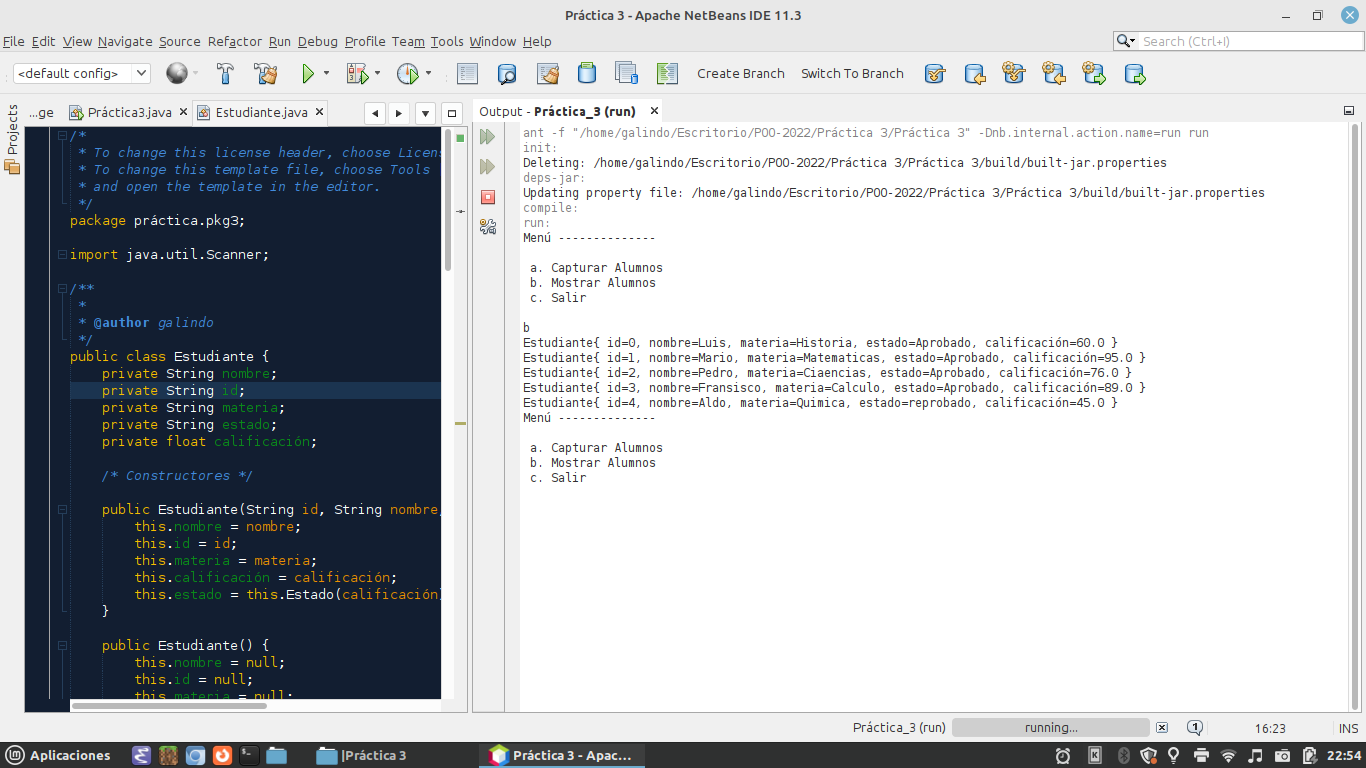 Práctica 3 - Apache NetBeans IDE 11.3
File Edit View Navigate Source Refactor Run Debug Profile Team Tools Window Help
Search (Ctrl+I)
<default config>
Create Branch Switch To Branch
Projects
...ge Práctica3.java Estudiante.java
/*
* To change this license header, choose Licens
* To change this template file, choose Tools
* and open the template in the editor.
*/
package práctica.pkg3;
import java.util.Scanner;
/**
*
* @author galindo
*/
public class Estudiante {
private String nombre;
private String id;
private String materia;
private String estado;
private float calificación;
/* Constructores */
public Estudiante(String id, String nombre,
this.nombre = nombre;
this.id = id;
this.materia = materia;
this.calificación = calificación;
this.estado = this.Estado(calificación)
}
public Estudiante() {
this.nombre = null;
this.id = null;
this.materia = null;
Output - Práctica_3 (run)
ant -f "/home/galindo/Escritorio/POO-2022/Práctica 3/Práctica 3" -Dnb.internal.action.name=run run
init:
Deleting: /home/galindo/Escritorio/POO-2022/Práctica 3/Práctica 3/build/built-jar.properties
deps-jar:
Updating property file: /home/galindo/Escritorio/POO-2022/Práctica 3/Práctica 3/build/built-jar.properties
compile:
run:
Menú --------------
a. Capturar Alumnos
b. Mostrar Alumnos
c. Salir
b
Estudiante{ id=0, nombre=Luis, materia=Historia, estado=Aprobado, calificación=60.0 }
Estudiante{ id=1, nombre=Mario, materia=Matematicas, estado=Aprobado, calificación=95.0 }
Estudiante{ id=2, nombre=Pedro, materia=Ciaencias, estado=Aprobado, calificación=76.0 }
Estudiante{ id=3, nombre=Fransisco, materia=Calculo, estado=Aprobado, calificación=89.0 }
Estudiante{ id=4, nombre=Aldo, materia=Quimica, estado=reprobado, calificación=45.0 }
Menú --------------
a. Capturar Alumnos
b. Mostrar Alumnos
c. Salir
Práctica_3 (run) running... 1 16:23 INS
Aplicaciones |Práctica 3 Práctica 3 - Apac... 22:54